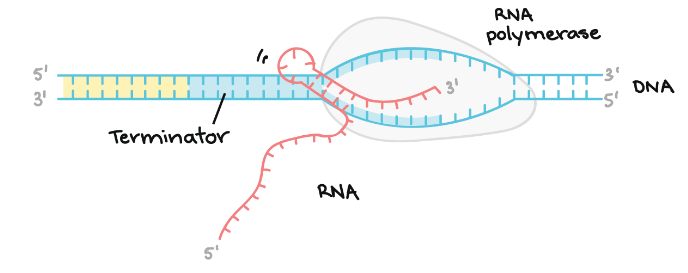 RNA
polymerase
5'
3'
3'
DNA
3'
5'
Terminator
RNA
5'